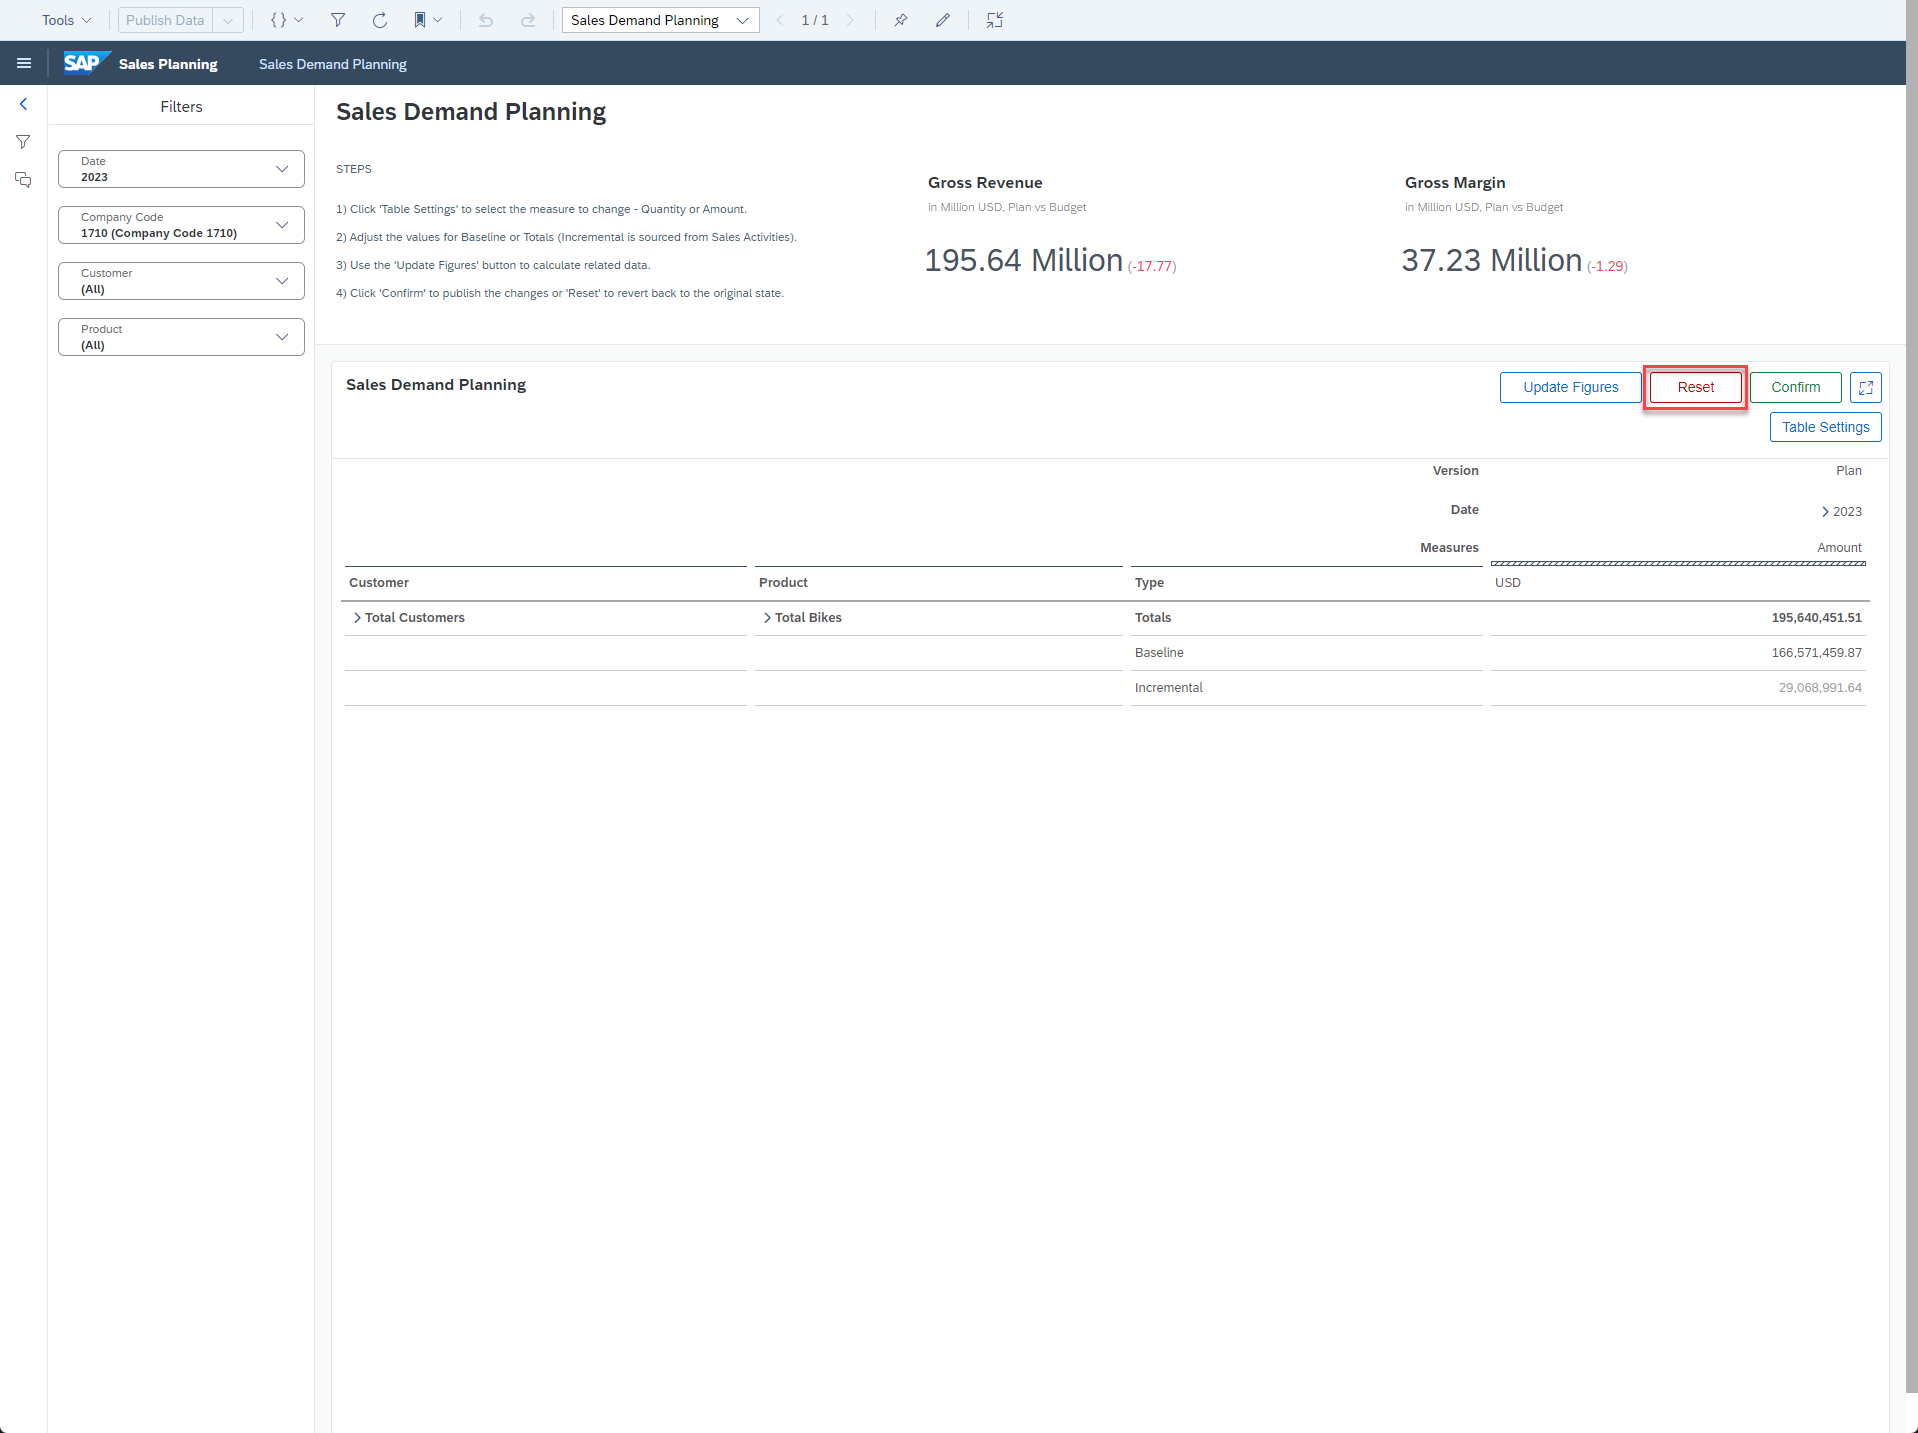 Tools
Publish Data
Sales Demand Planning
1 / 1
SAP
Sales Planning
Sales Demand Planning
Filters
Date
2023
Company Code
1710 (Company Code 1710)
Customer
(All)
Product
(All)
Sales Demand Planning
STEPS
1) Click 'Table Settings' to select the measure to change - Quantity or Amount.
2) Adjust the values for Baseline or Totals (Incremental is sourced from Sales Activities).
3) Use the 'Update Figures' button to calculate related data.
4) Click 'Confirm' to publish the changes or 'Reset' to revert back to the original state.
Gross Revenue
in Million USD, Plan vs Budget
195.64 Million (-17.77)
Gross Margin
in Million USD, Plan vs Budget
37.23 Million (-1.29)
Sales Demand Planning
Update Figures
Reset
Confirm
Table Settings
Version Plan
Date 2023
Measures Amount
Customer Product Type USD
Total Customers Total Bikes Totals 195,640,451.51
Baseline 166,571,459.87
Incremental 29,068,991.64